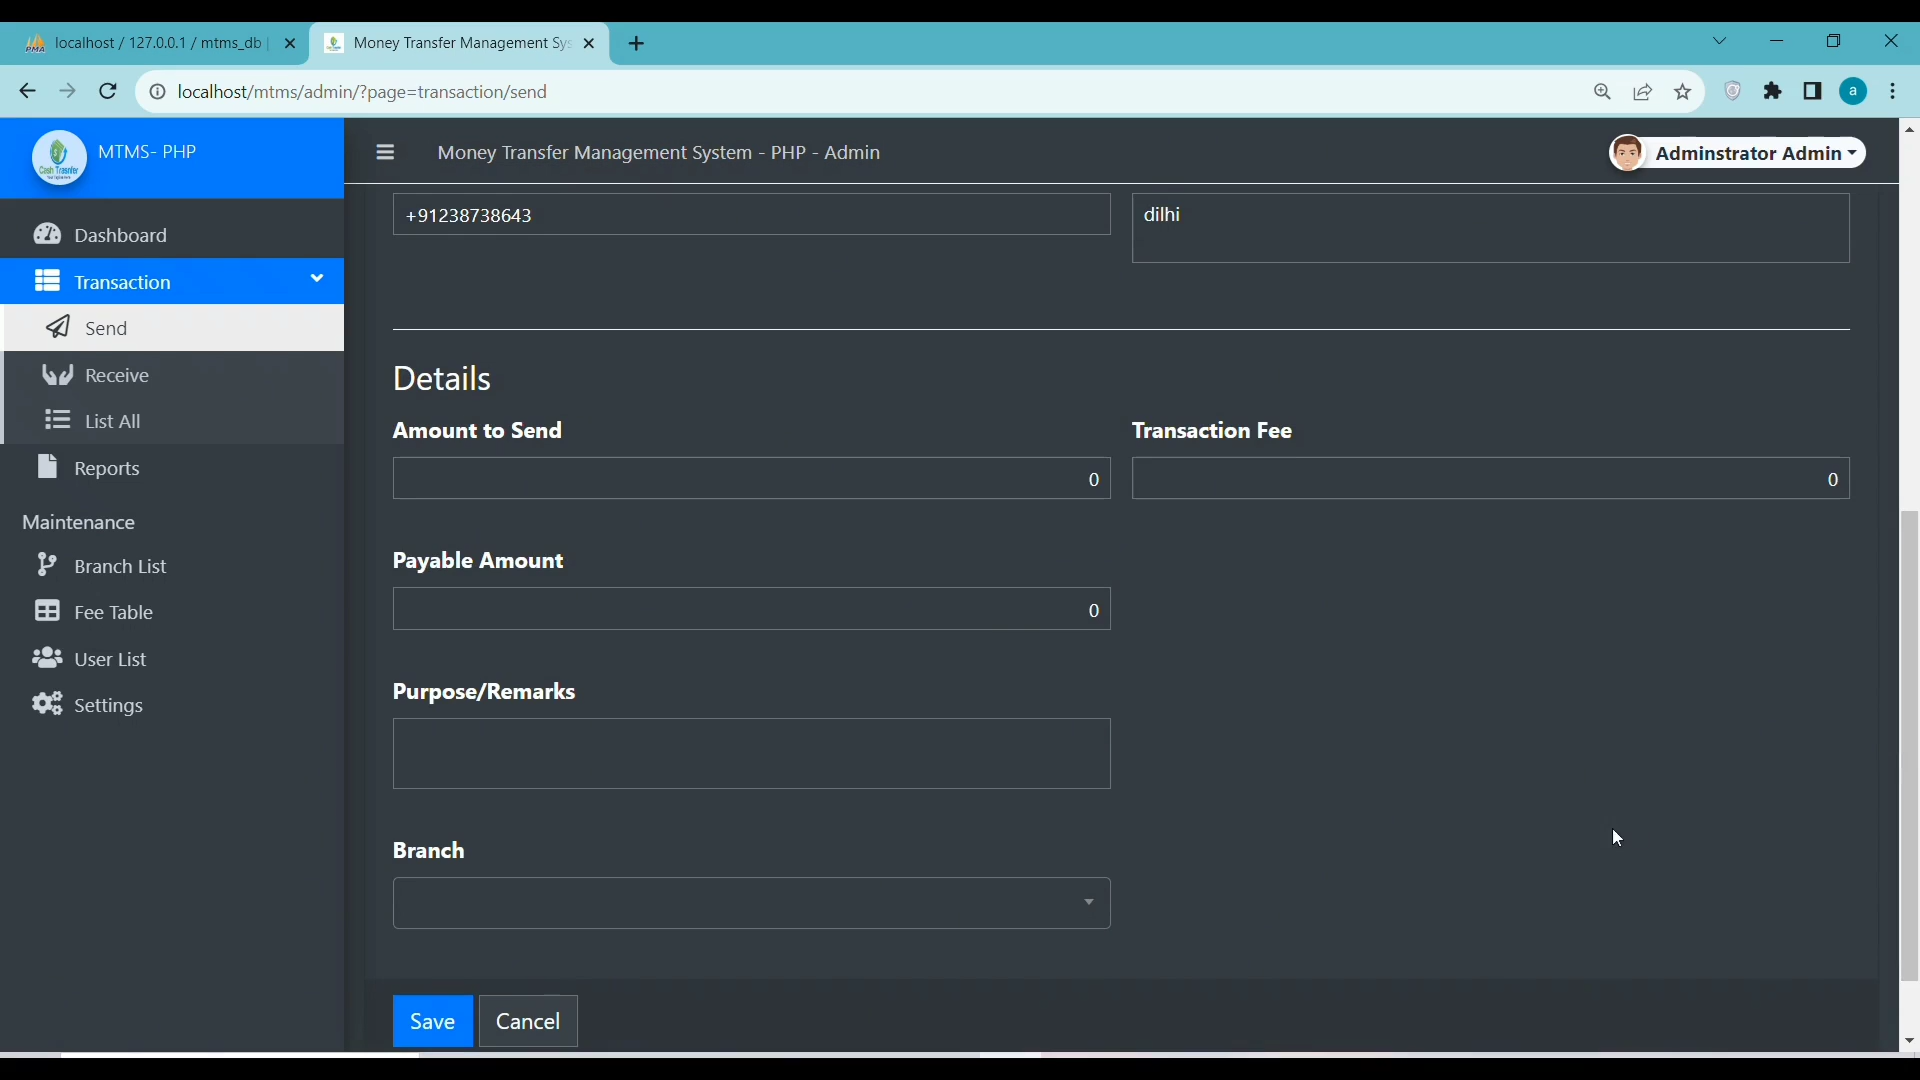 localhost / 127.0.0.1 / mtms_db
Money Transfer Management Sys
localhost/mtms/admin/?page=transaction/send
a
MTMS- PHP
Money Transfer Management System - PHP - Admin
Adminstrator Admin
Dashboard
Transaction
Send
Receive
List All
Reports
Maintenance
Branch List
Fee Table
User List
Settings
+91238738643
dilhi
Details
Amount to Send
Transaction Fee
0
0
Payable Amount
0
Purpose/Remarks
Branch
Save
Cancel